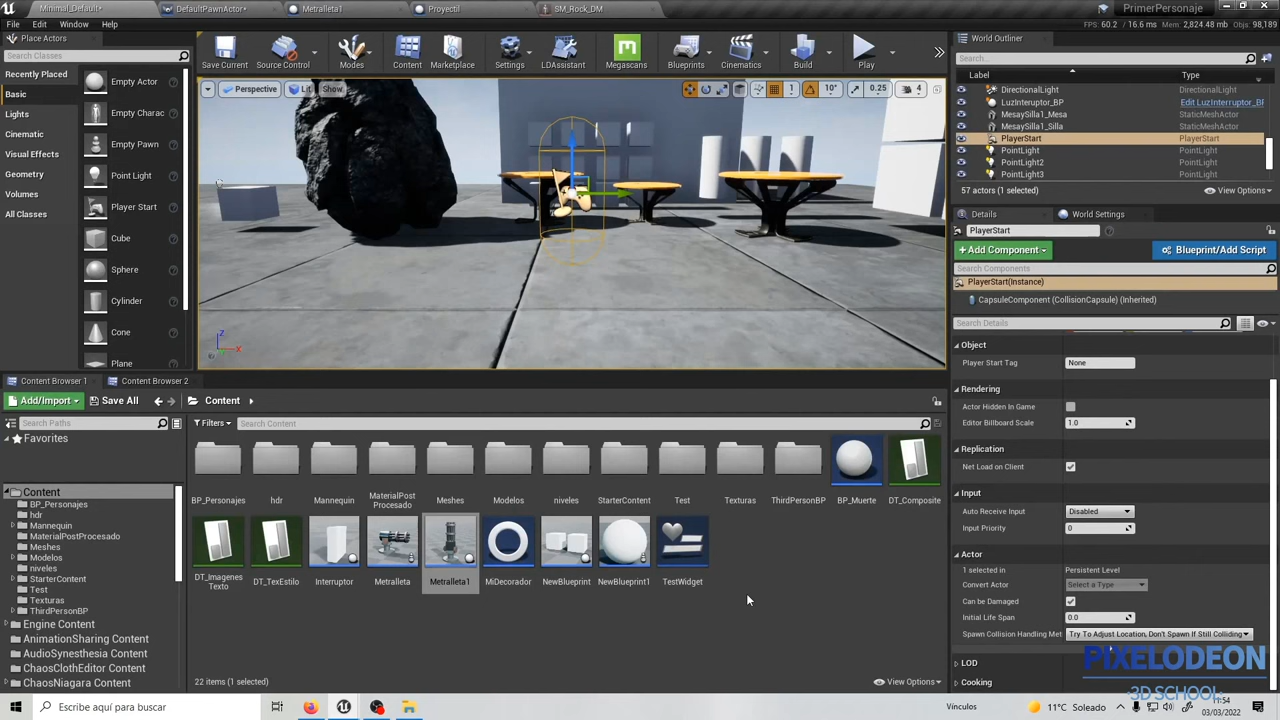 Minimal_Default*
DefaultPawnActor*
Metralleta1
Proyectil
SM_Rock_DM
PrimerPersonaje
File Edit Window Help
FPS: 60.2 / 16.6 ms Mem: 2,824.48 mb Objs: 98,189
Place Actors
Search Classes
Recently Placed
Basic
Lights
Cinematic
Visual Effects
Geometry
Volumes
All Classes
Empty Actor
Empty Charac
Empty Pawn
Point Light
Player Start
Cube
Sphere
Cylinder
Cone
Plane
Save Current
Source Control
Modes
Content
Marketplace
Settings
LDAssistant
Megascans
Blueprints
Cinematics
Build
Play
Perspective
Lit
Show
1
10°
0.25
4
Z
X
World Outliner
Search...
Label Type
DirectionalLight DirectionalLight
LuzInteruptor_BP Edit LuzInterruptor_BP
MesaySilla1_Mesa StaticMeshActor
MesaySilla1_Silla StaticMeshActor
PlayerStart PlayerStart
PointLight PointLight
PointLight2 PointLight
PointLight3 PointLight
57 actors (1 selected)
View Options
Details
World Settings
PlayerStart
Add Component
Blueprint/Add Script
Search Components
PlayerStart(Instance)
CapsuleComponent (CollisionCapsule) (Inherited)
Search Details
Object
Player Start Tag None
Rendering
Actor Hidden In Game
Editor Billboard Scale 1.0
Replication
Net Load on Client
Input
Auto Receive Input Disabled
Input Priority 0
Actor
1 selected in Persistent Level
Convert Actor Select a Type
Can be Damaged
Initial Life Span 0.0
Spawn Collision Handling Met Try To Adjust Location, Don't Spawn If Still Colliding
LOD
Cooking
PIXELODEON
3D SCHOOL
Content Browser 1
Content Browser 2
Add/Import
Save All
Content
Search Paths
Filters
Search Content
Favorites
Content
BP_Personajes
hdr
Mannequin
MaterialPostProcesado
Meshes
Modelos
niveles
StarterContent
Test
Texturas
ThirdPersonBP
Engine Content
AnimationSharing Content
AudioSynesthesia Content
ChaosClothEditor Content
ChaosNiagara Content
BP_Personajes
hdr
Mannequin
MaterialPost
Procesado
Meshes
Modelos
niveles
StarterContent
Test
Texturas
ThirdPersonBP
BP_Muerte
DT_Composite
DT_Imagenes
Texto
DT_TexEstilo
Interruptor
Metralleta
Metralleta1
MiDecorador
NewBlueprint
NewBlueprint1
TestWidget
22 items (1 selected)
View Options
Escribe aquí para buscar
Vínculos
11°C Soleado
11:54
03/03/2022